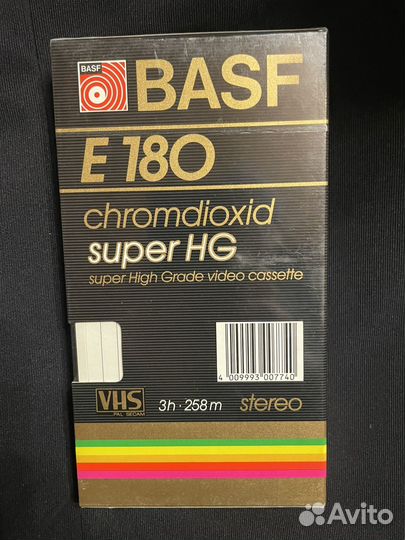 BASF
BASF
E 180
chromdioxid
super HG
super High Grade video cassette
4 009993 007740
VHS
PAL SECAM
3h · 258 m
stereo
Avito